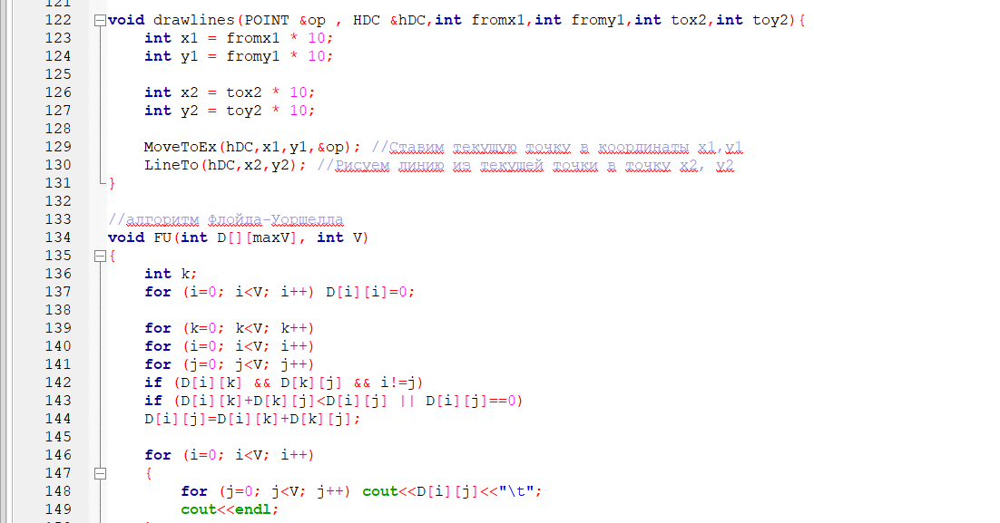 121
122 void drawlines(POINT &op , HDC &hDC,int fromx1,int fromy1,int tox2,int toy2){
123     int x1 = fromx1 * 10;
124     int y1 = fromy1 * 10;
125
126     int x2 = tox2 * 10;
127     int y2 = toy2 * 10;
128
129     MoveToEx(hDC,x1,y1,&op); //Ставим текущую точку в координаты x1,y1
130     LineTo(hDC,x2,y2); //Рисуем линию из текушей точки в точку x2, y2
131 }
132
133 //алгоритм Флойда-Уоршелла
134 void FU(int D[][maxV], int V)
135 {
136     int k;
137     for (i=0; i<V; i++) D[i][i]=0;
138
139     for (k=0; k<V; k++)
140     for (i=0; i<V; i++)
141     for (j=0; j<V; j++)
142     if (D[i][k] && D[k][j] && i!=j)
143     if (D[i][k]+D[k][j]<D[i][j] || D[i][j]==0)
144     D[i][j]=D[i][k]+D[k][j];
145
146     for (i=0; i<V; i++)
147     {
148         for (j=0; j<V; j++) cout<<D[i][j]<<"\t";
149         cout<<endl;